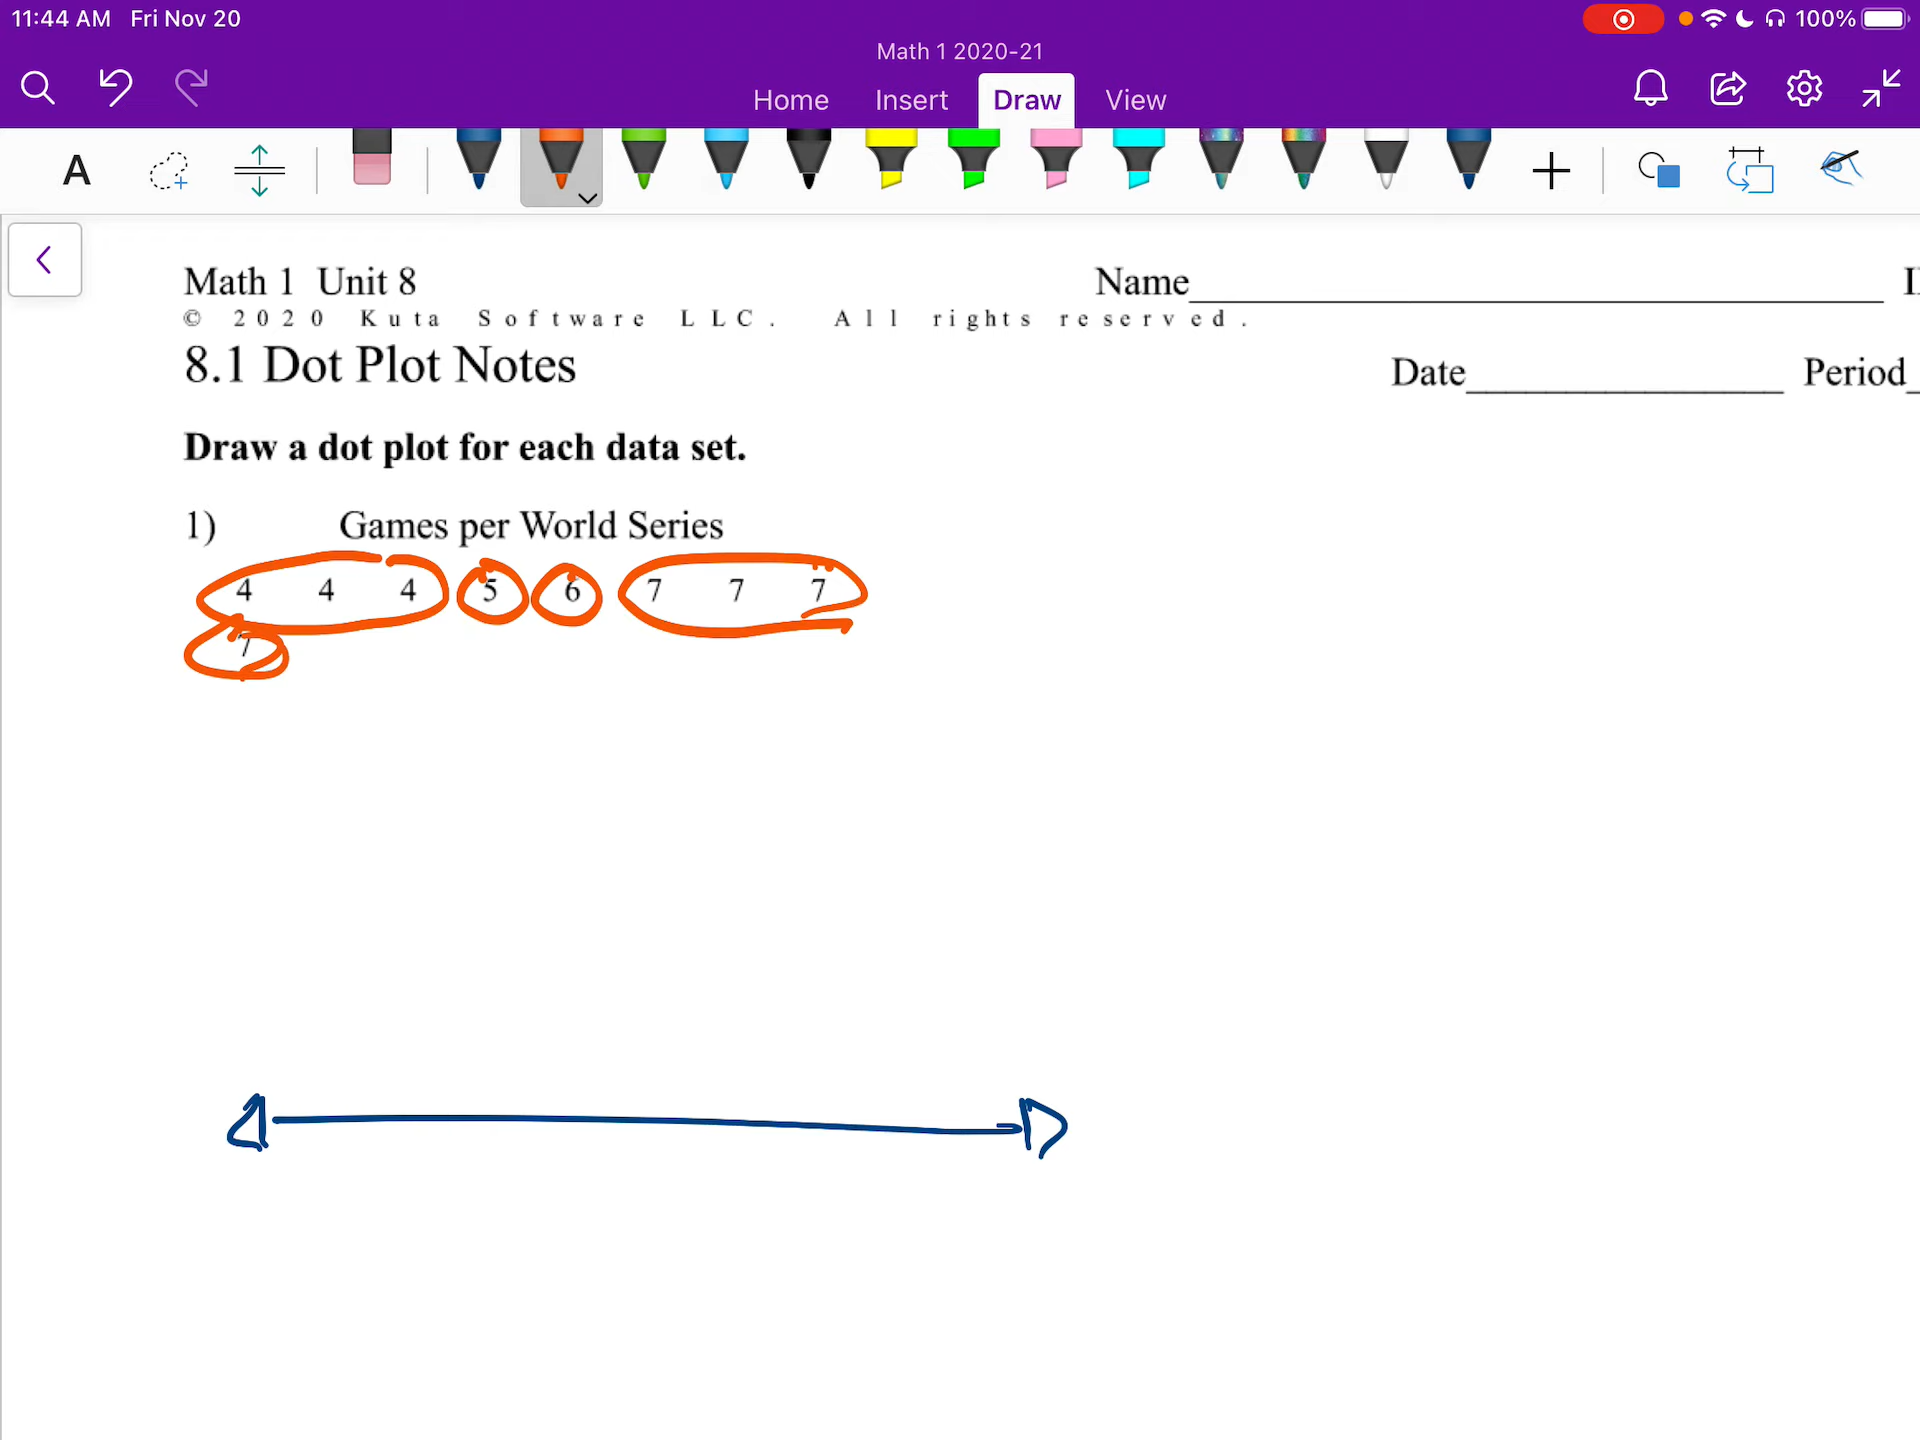 11:44 AM Fri Nov 20
100%
Math 1 2020-21
Home Insert Draw View
A
Math 1 Unit 8 Name
© 2020 Kuta Software LLC. All rights reserved.
8.1 Dot Plot Notes Date Period
Draw a dot plot for each data set.
1) Games per World Series
4 4 4 5 6 7 7 7
7